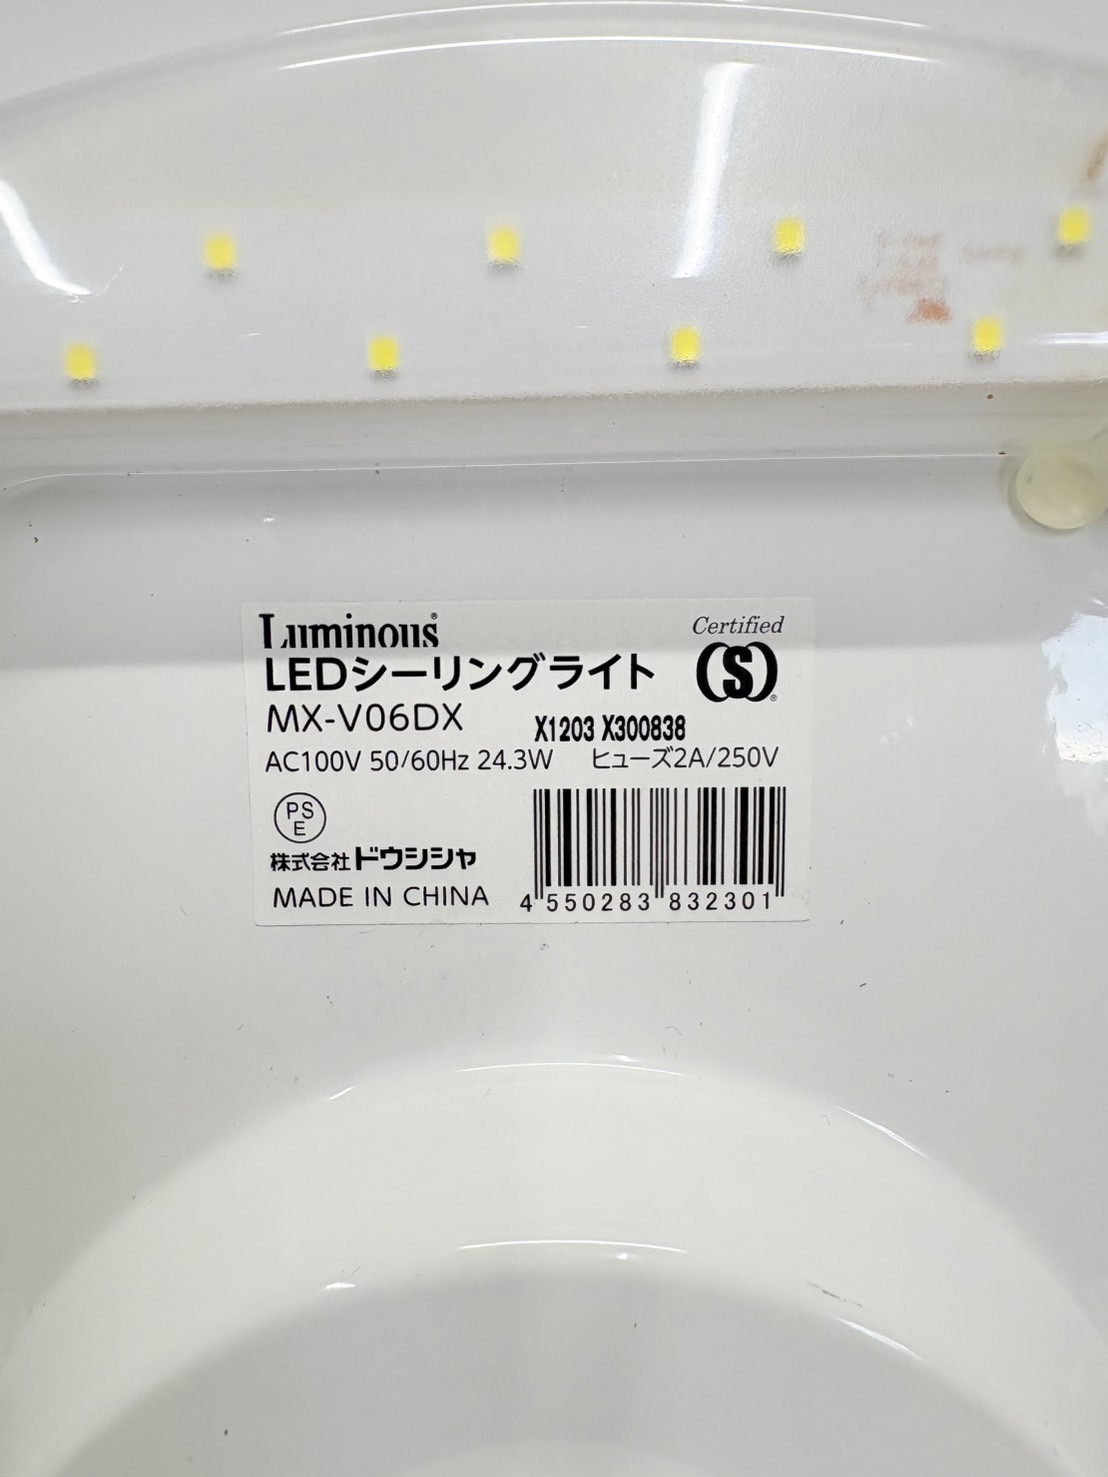 Luminous®
LEDシーリングライト
Certified
S®
MX-V06DX
X1203 X300838
AC100V 50/60Hz 24.3W ヒューズ2A/250V
PS
E
株式会社ドウシシャ
MADE IN CHINA
4 550283 832301